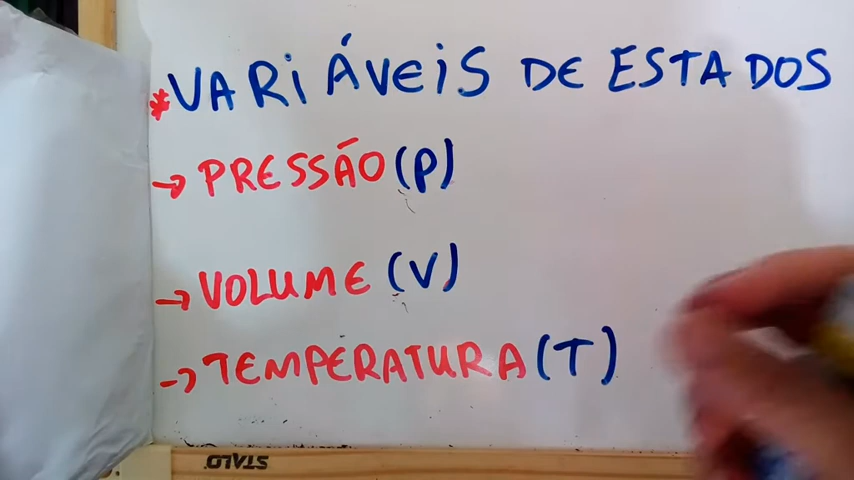 *VARIÁVEIS DE ESTADOS
→ PRESSÃO (P)
→ VOLUME (V)
→ TEMPERATURA (T)
STALO